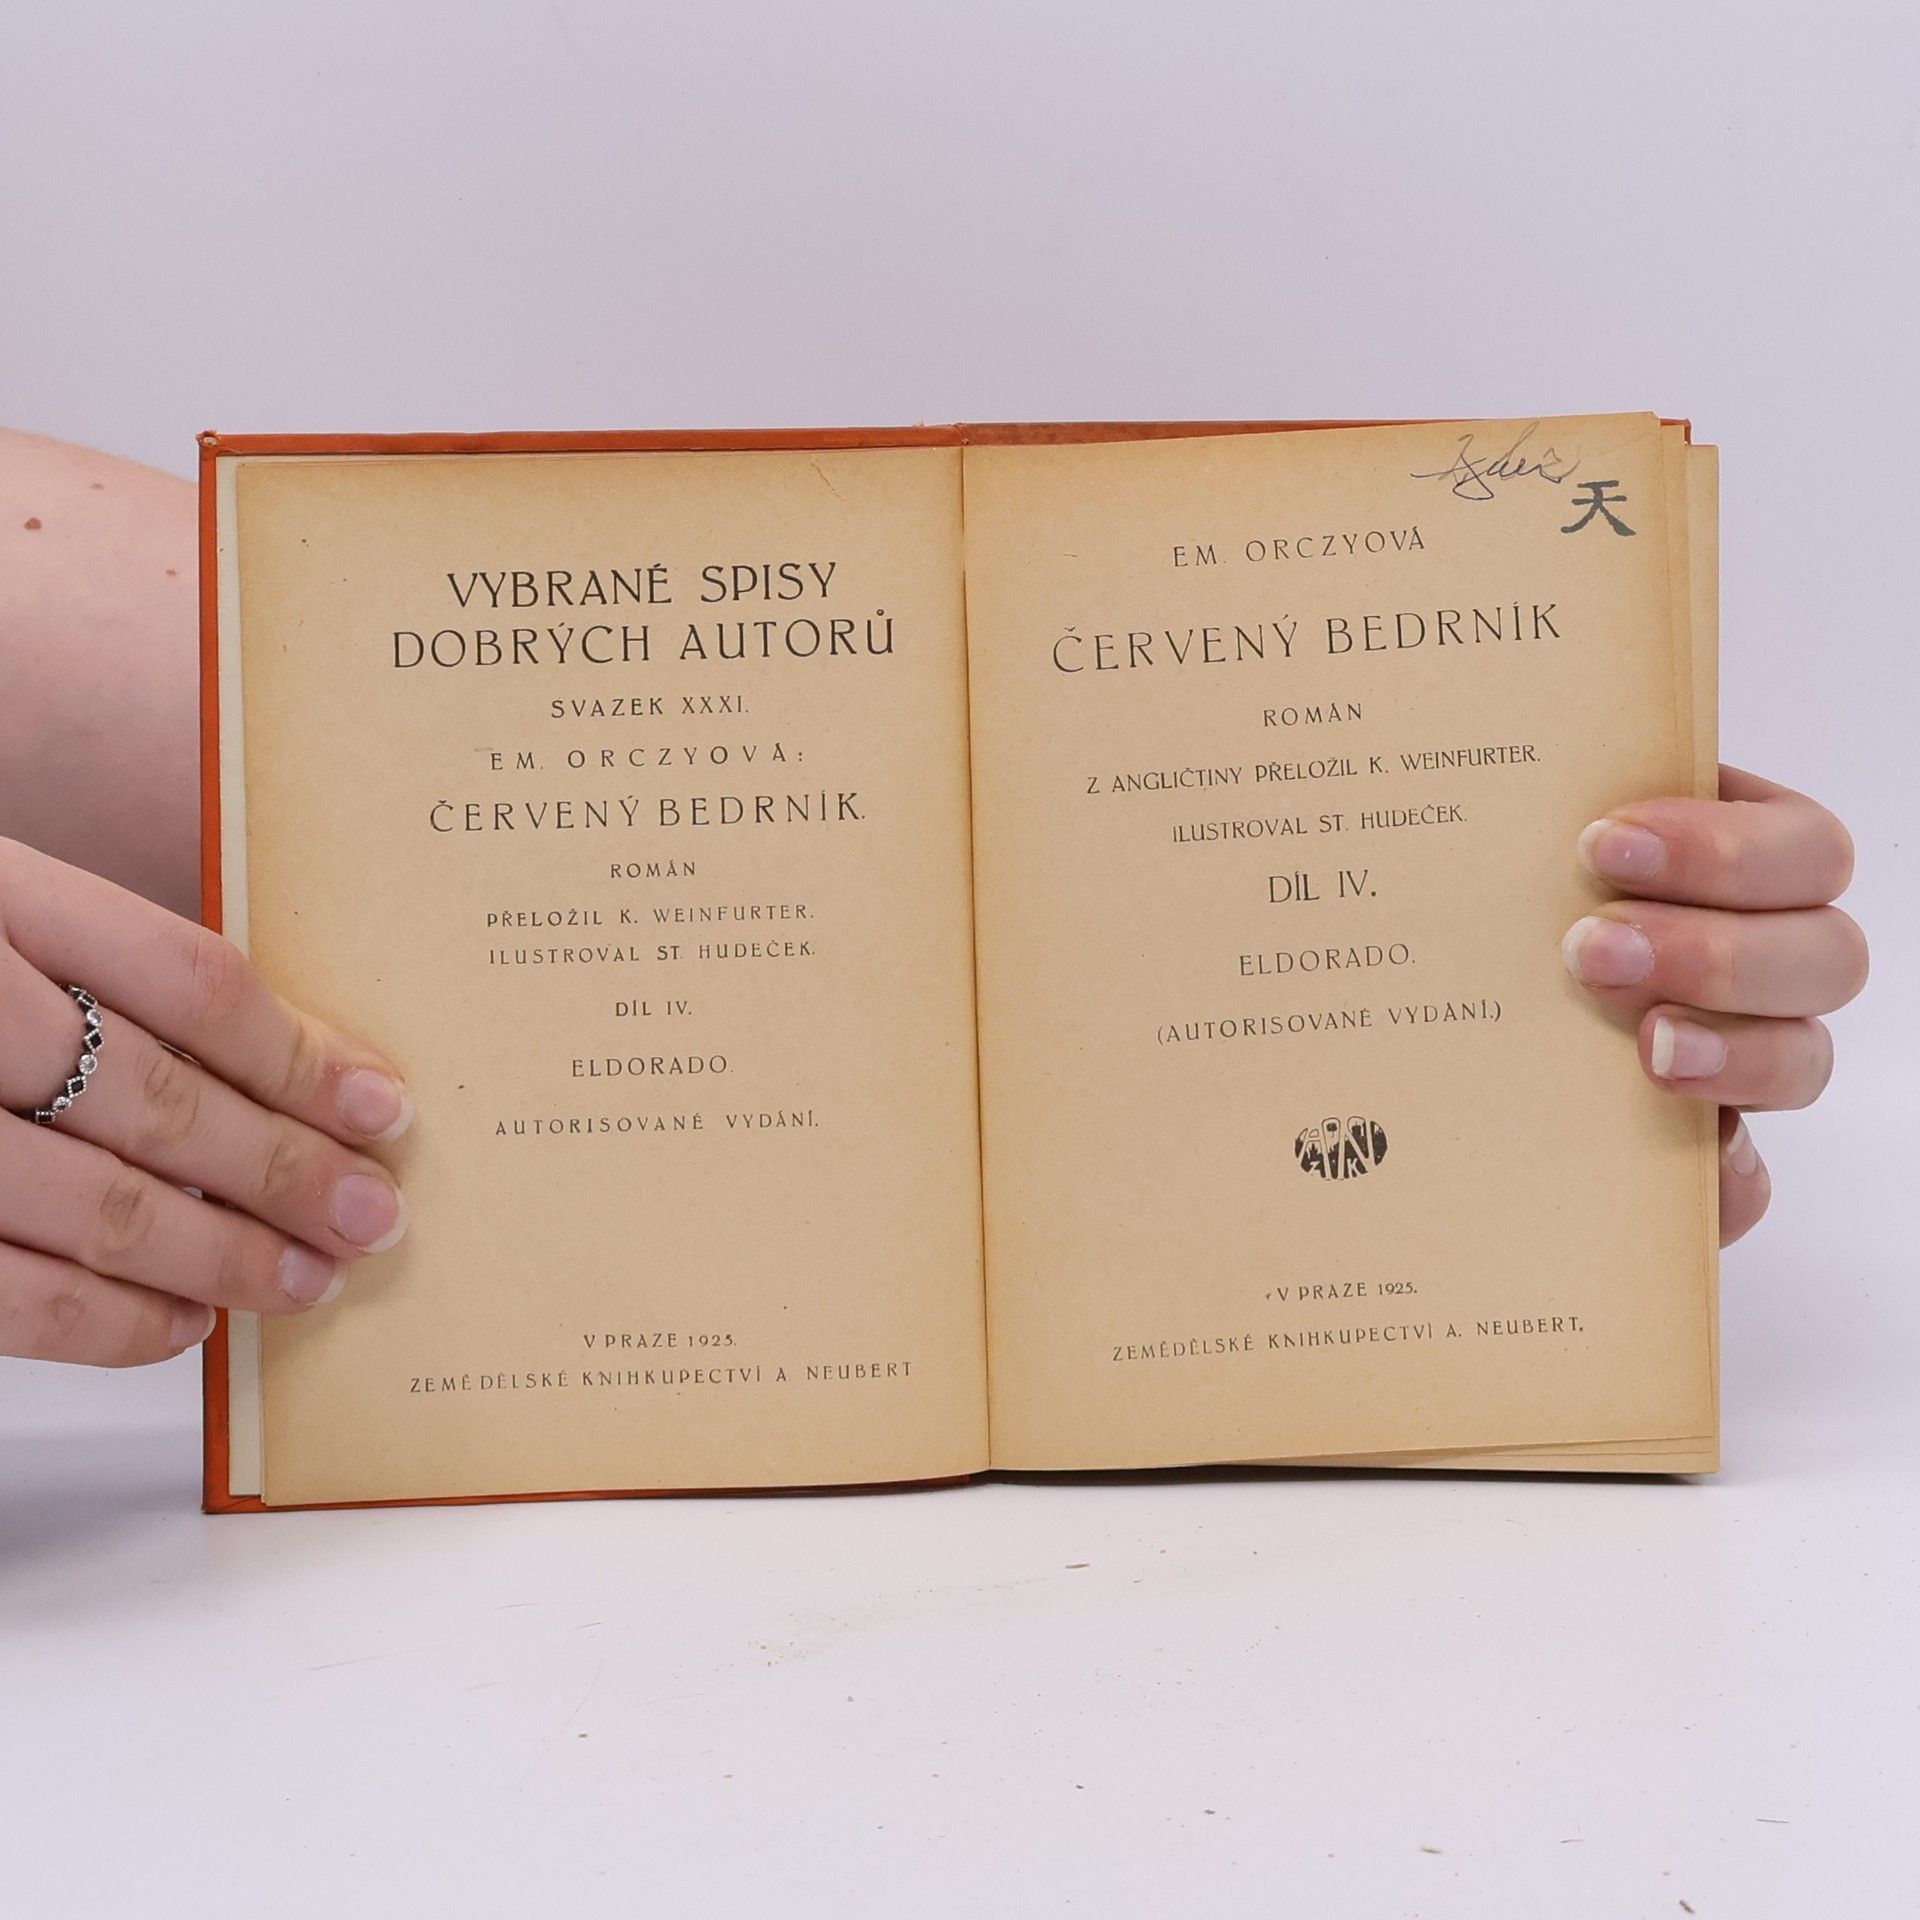 VYBRANÉ SPISY
DOBRÝCH AUTORŮ
SVAZEK XXXI.
EM. ORCZYOVÁ:
ČERVENÝ BEDRNÍK.
ROMÁN
PŘELOŽIL K. WEINFURTER.
ILUSTROVAL ST. HUDEČEK.
DÍL IV.
ELDORADO.
AUTORISOVANÉ VYDÁNÍ.
V PRAZE 1925.
ZEMĚDĚLSKÉ KNIHKUPECTVÍ A. NEUBERT
天
EM. ORCZYOVÁ
ČERVENÝ BEDRNÍK
ROMÁN
Z ANGLIČTINY PŘELOŽIL K. WEINFURTER.
ILUSTROVAL ST. HUDEČEK.
DÍL IV.
ELDORADO.
(AUTORISOVANÉ VYDÁNÍ.)
V PRAZE 1925.
ZEMĚDĚLSKÉ KNIHKUPECTVÍ A. NEUBERT.